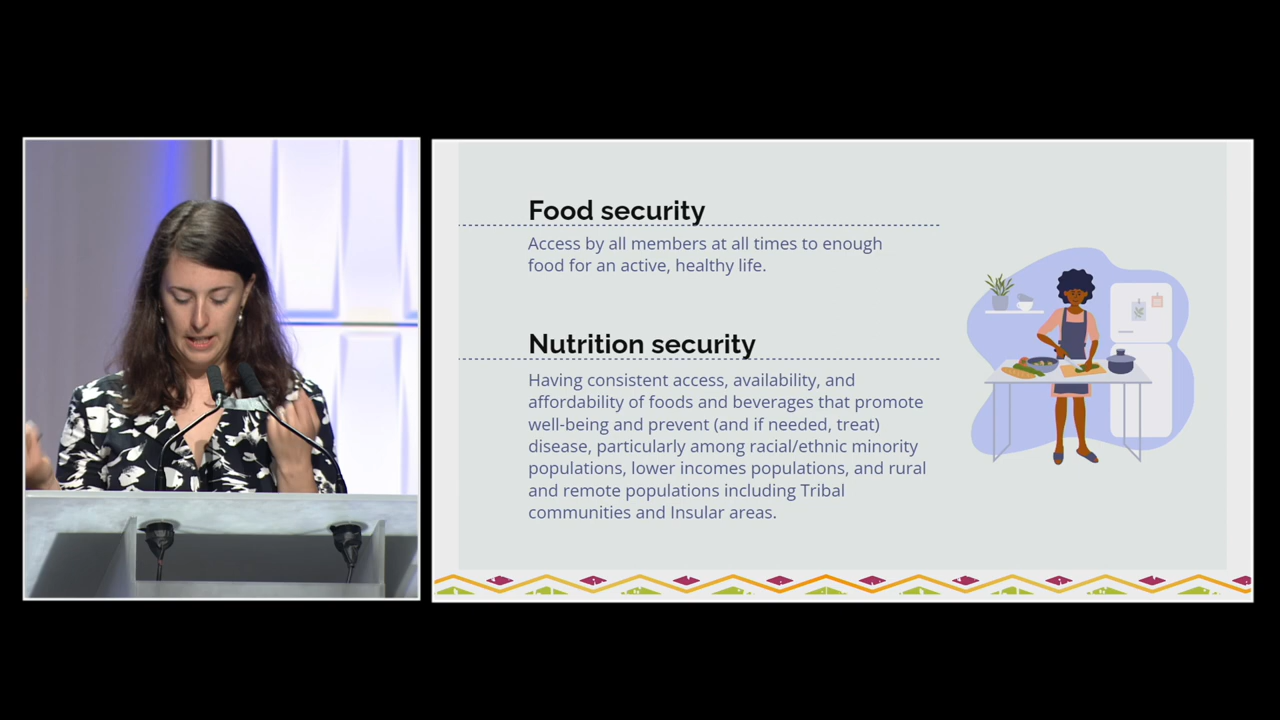 Food security
Access by all members at all times to enough
food for an active, healthy life.
Nutrition security
Having consistent access, availability, and
affordability of foods and beverages that promote
well-being and prevent (and if needed, treat)
disease, particularly among racial/ethnic minority
populations, lower incomes populations, and rural
and remote populations including Tribal
communities and Insular areas.